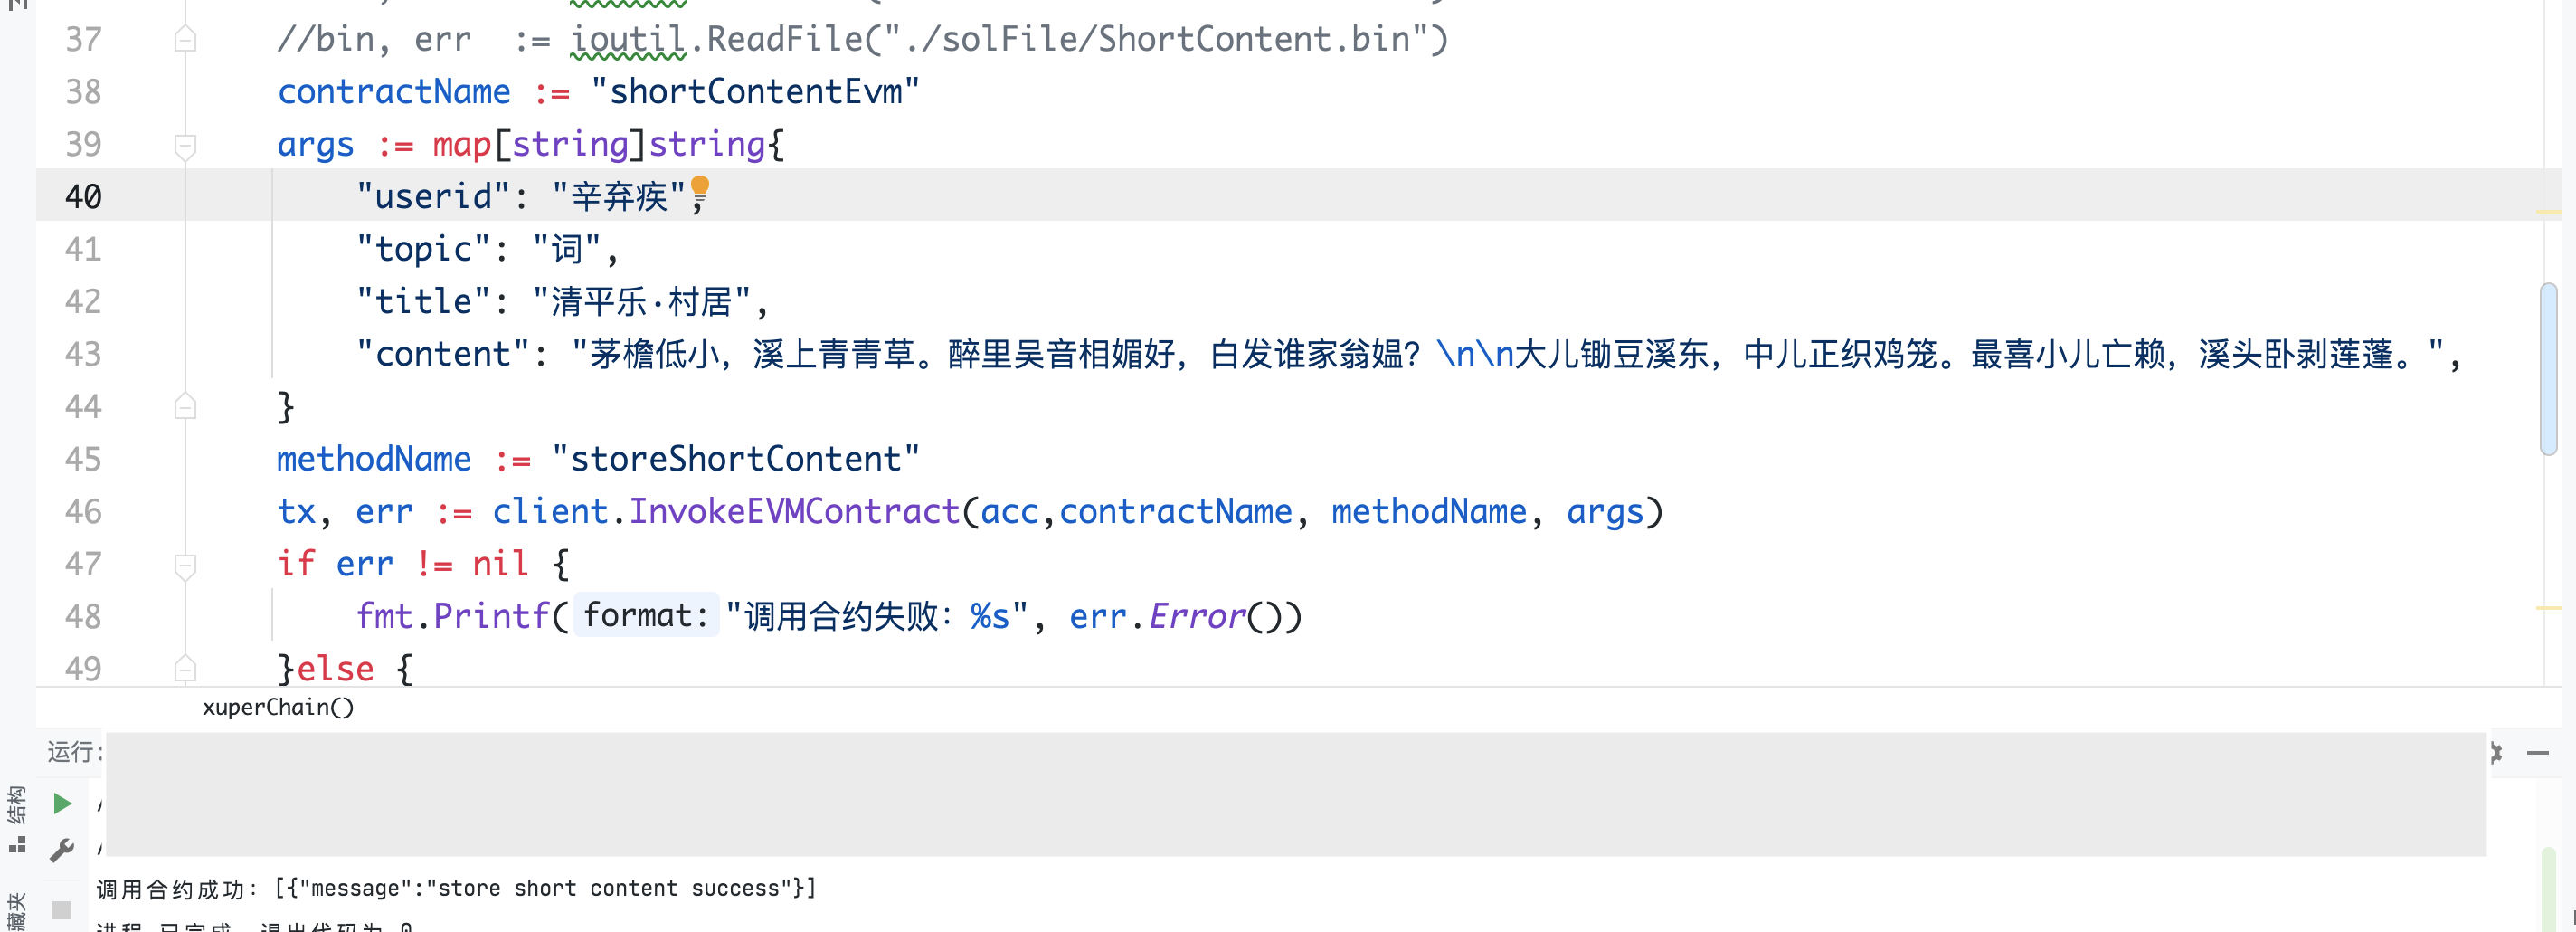 37 //bin, err  := ioutil.ReadFile("./solFile/ShortContent.bin")
38 contractName := "shortContentEvm"
39 args := map[string]string{
40 "userid": "辛弃疾",
41 "topic": "词",
42 "title": "清平乐·村居",
43 "content": "茅檐低小，溪上青青草。醉里吴音相媚好，白发谁家翁媪？\n\n大儿锄豆溪东，中儿正织鸡笼。最喜小儿亡赖，溪头卧剥莲蓬。",
44 }
45 methodName := "storeShortContent"
46 tx, err := client.InvokeEVMContract(acc,contractName, methodName, args)
47 if err != nil {
48 fmt.Printf( format: "调用合约失败：%s", err.Error())
49 }else {
xuperChain()
运行:
结构
藏夹
调用合约成功：[{"message":"store short content success"}]
进程 已完成，退出代码为 0